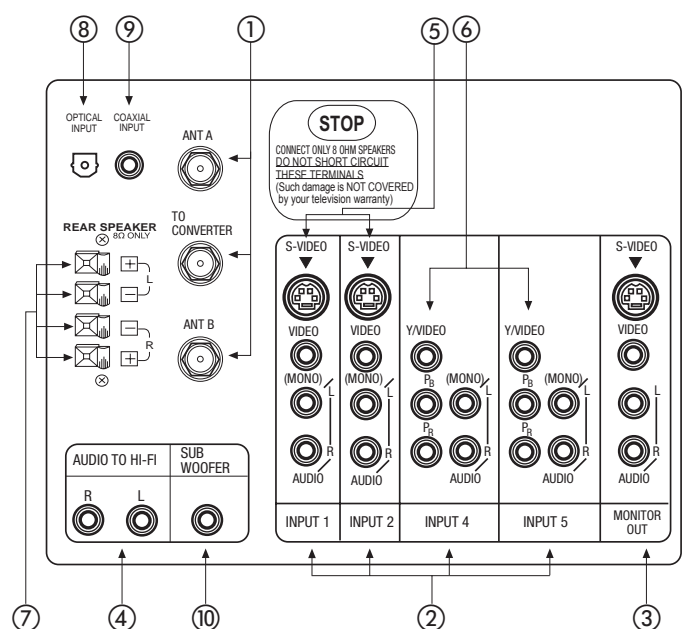 ⑧ ⑨ ① ⑤ ⑥
OPTICAL
INPUT
COAXIAL
INPUT
ANT A
TO
CONVERTER
ANT B
STOP
CONNECT ONLY 8 OHM SPEAKERS
DO NOT SHORT CIRCUIT
THESE TERMINALS
(Such damage is NOT COVERED
by your television warranty)
REAR SPEAKER
8Ω ONLY
+
−
L
−
+
R
S-VIDEO
VIDEO
(MONO)
L
R
AUDIO
INPUT 1
S-VIDEO
VIDEO
(MONO)
L
R
AUDIO
INPUT 2
Y/VIDEO
PB
PR
(MONO)
L
R
AUDIO
INPUT 4
Y/VIDEO
PB
PR
(MONO)
L
R
AUDIO
INPUT 5
S-VIDEO
VIDEO
L
R
AUDIO
MONITOR
OUT
AUDIO TO HI-FI
R L
SUB
WOOFER
⑦ ④ ⑩ ② ③